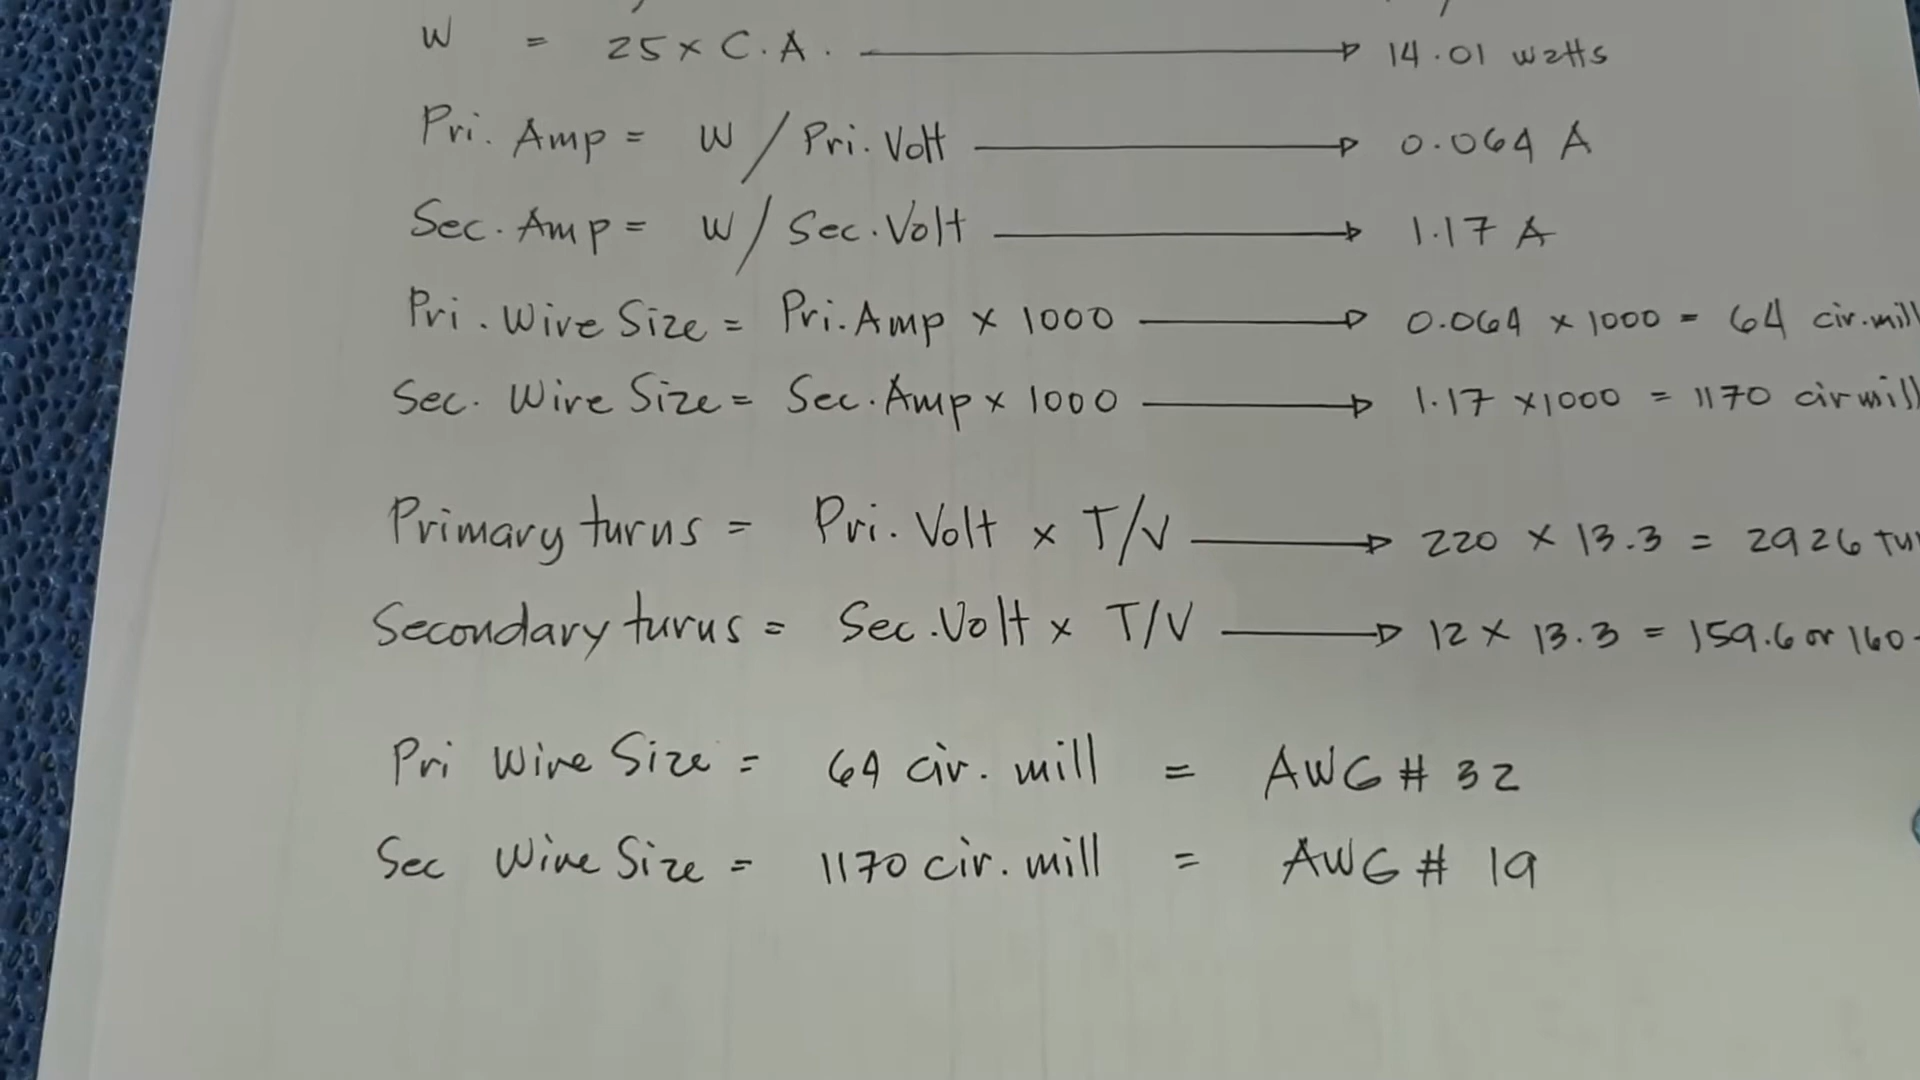 W = 25 x C.A. → 14.01 watts
Pri. Amp = W / Pri. Volt → 0.064 A
Sec. Amp = W / Sec. Volt → 1.17 A
Pri. Wire Size = Pri. Amp x 1000 → 0.064 x 1000 = 64 cir. mill
Sec. Wire Size = Sec. Amp x 1000 → 1.17 x 1000 = 1170 cir mill
Primary turns = Pri. Volt x T/V → 220 x 13.3 = 2926 tur
Secondary turns = Sec. Volt x T/V → 12 x 13.3 = 159.6 or 160
Pri Wire Size = 64 cir. mill = AWG # 32
Sec Wire Size = 1170 cir. mill = AWG # 19